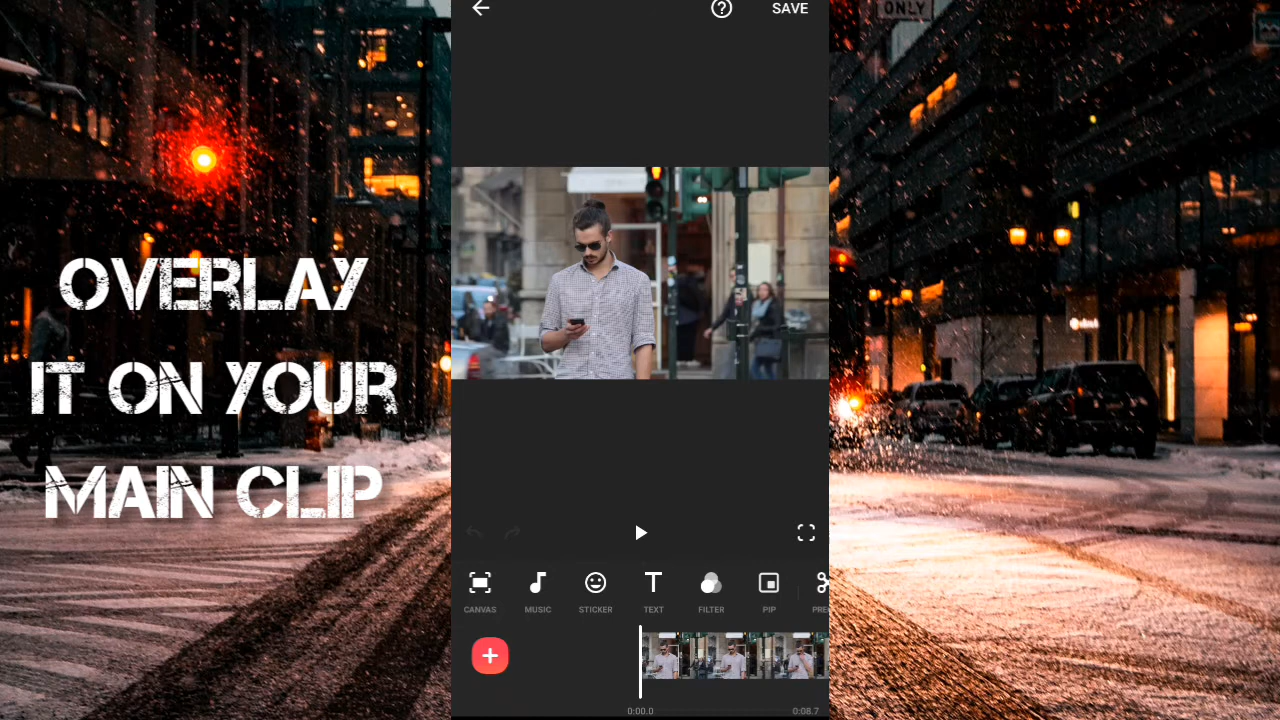 SAVE
ONLY
OVERLAY
IT ON YOUR
MAIN CLIP
CANVAS
MUSIC
STICKER
TEXT
FILTER
PIP
PRE
0:00.0
0:08.7